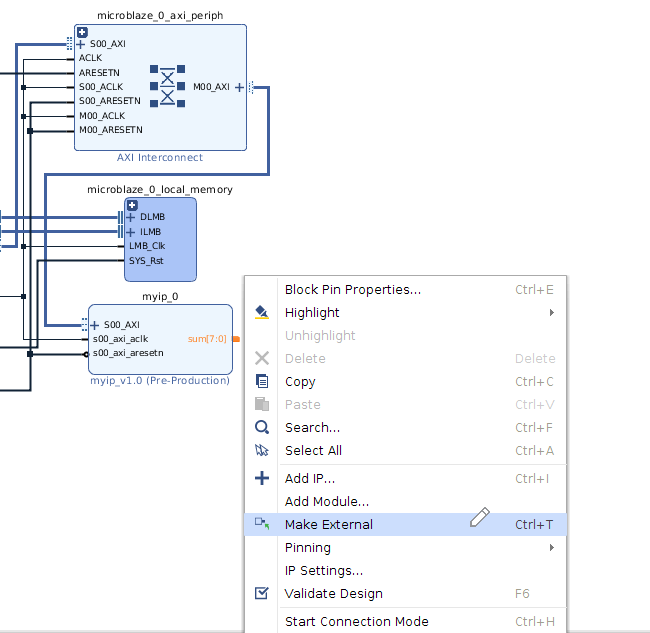 microblaze_0_axi_periph
S00_AXI
ACLK
ARESETN
S00_ACLK
M00_AXI
S00_ARESETN
M00_ACLK
M00_ARESETN
AXI Interconnect
microblaze_0_local_memory
DLMB
ILMB
LMB_Clk
SYS_Rst
myip_0
S00_AXI
s00_axi_aclk
sum[7:0]
s00_axi_aresetn
myip_v1.0 (Pre-Production)
Block Pin Properties... Ctrl+E
Highlight
Unhighlight
Delete Delete
Copy Ctrl+C
Paste Ctrl+V
Search... Ctrl+F
Select All Ctrl+A
Add IP... Ctrl+I
Add Module...
Make External Ctrl+T
Pinning
IP Settings...
Validate Design F6
Start Connection Mode Ctrl+H